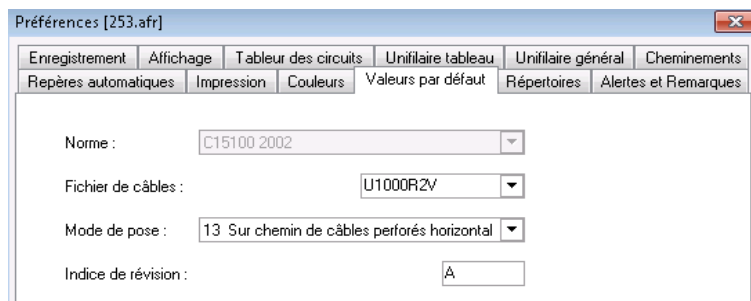 Préférences [253.afr]
Enregistrement Affichage Tableur des circuits Unifilaire tableau Unifilaire général Cheminements
Repères automatiques Impression Couleurs Valeurs par défaut Répertoires Alertes et Remarques
Norme : C15100 2002
Fichier de câbles : U1000R2V
Mode de pose : 13 Sur chemin de câbles perforés horizontal
Indice de révision : A